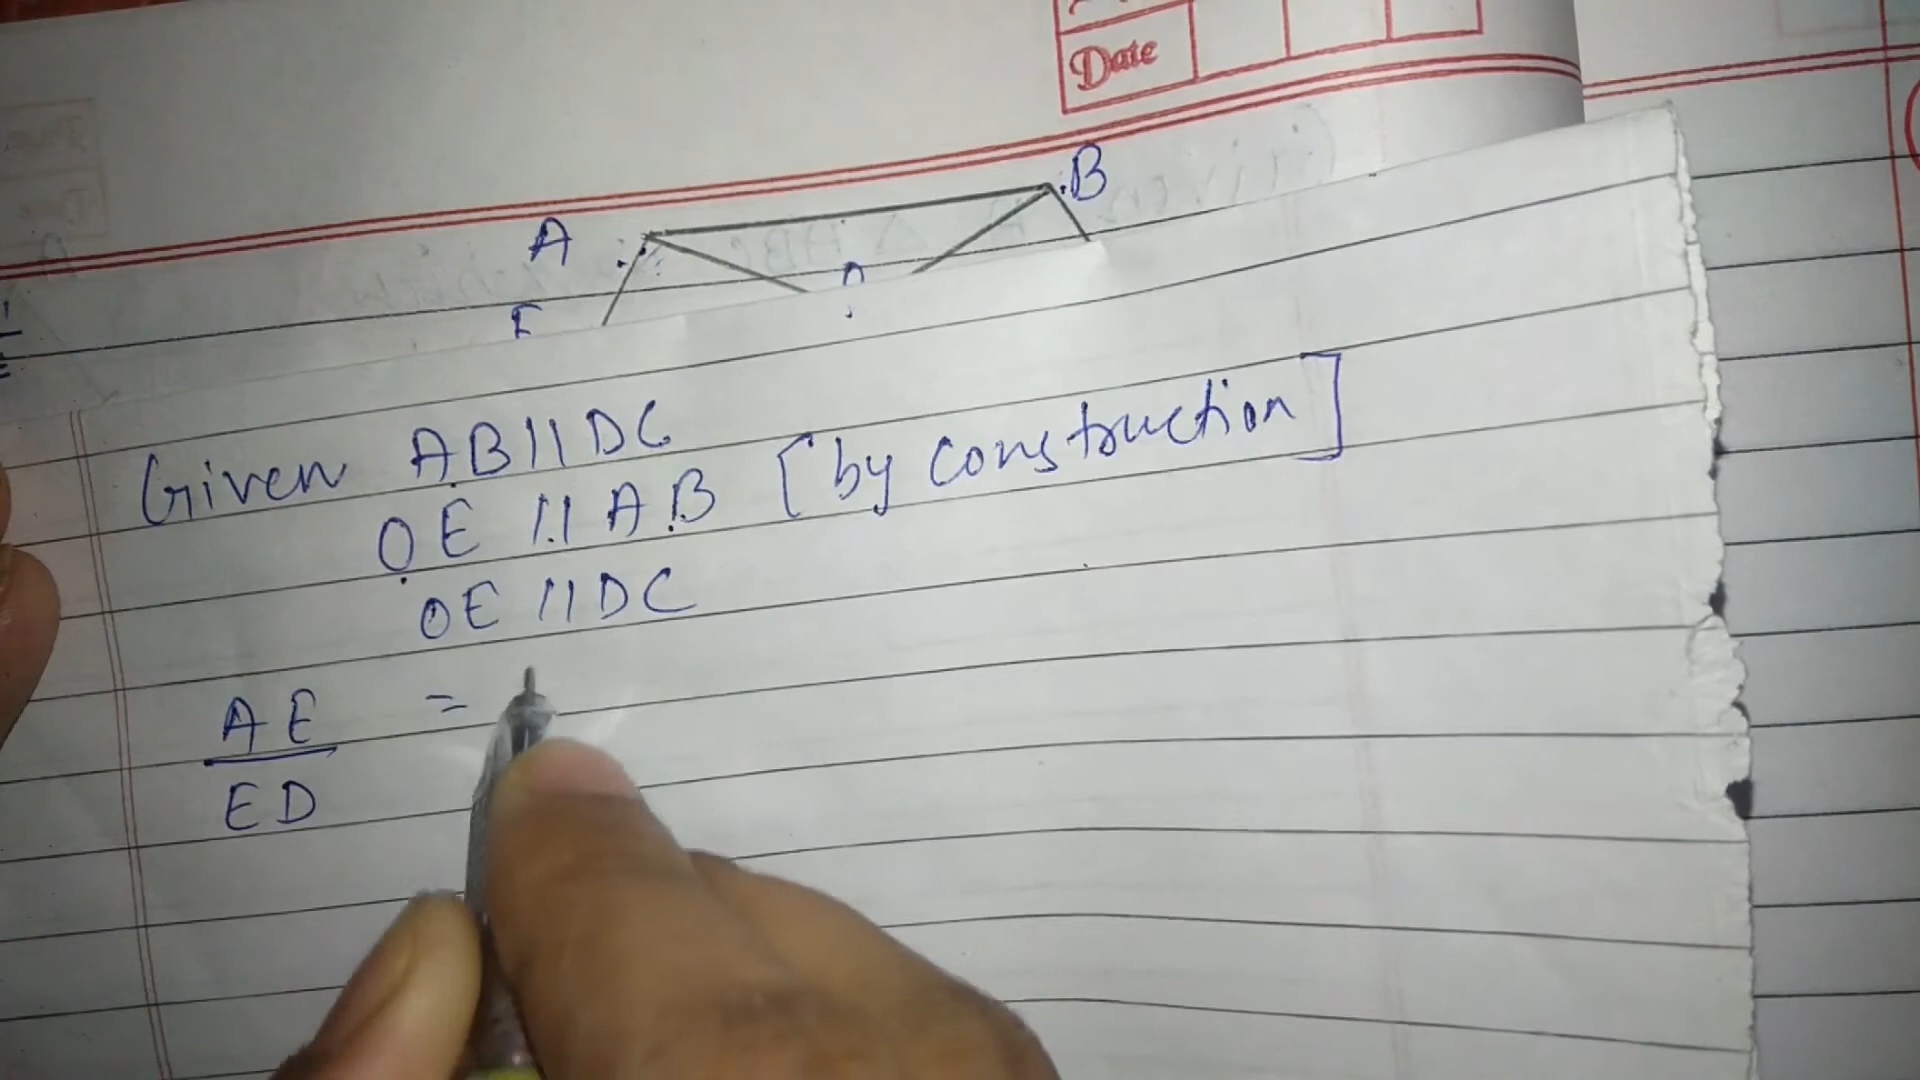 Date
B
A
E
O
Given AB || DC
OE || AB [by construction]
OE || DC
AE =
ED